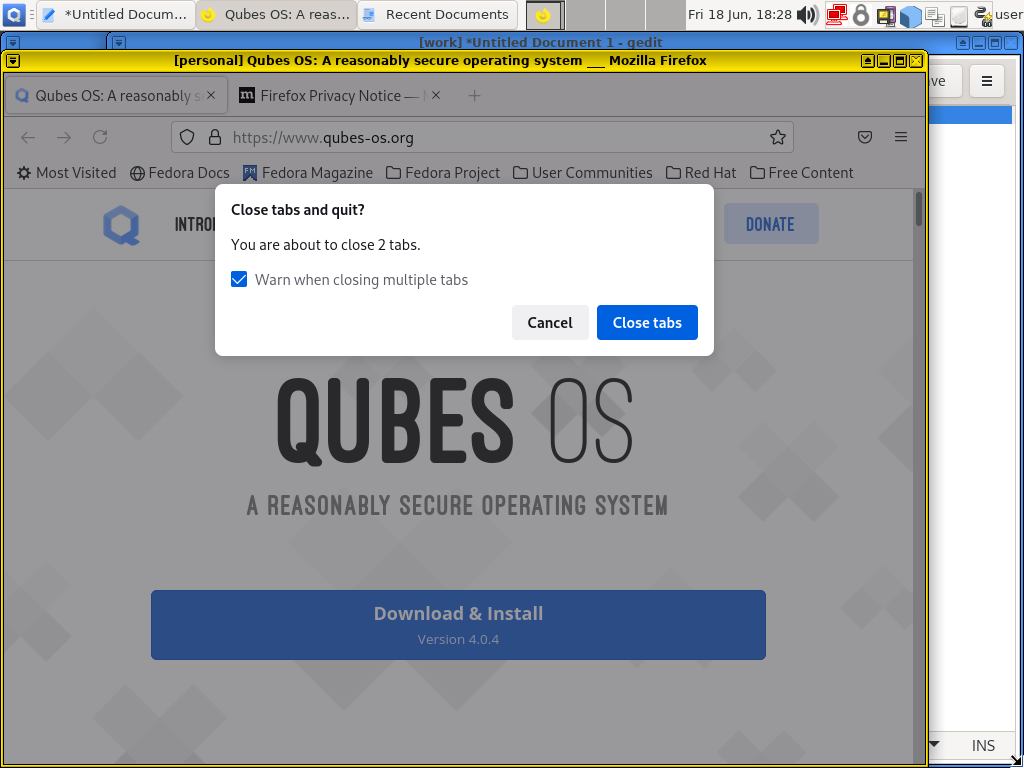 *Untitled Docum...
Qubes OS: A reas...
Recent Documents
Fri 18 Jun, 18:28
user
[work] *Untitled Document 1 - gedit
[personal] Qubes OS: A reasonably secure operating system __ Mozilla Firefox
Qubes OS: A reasonably s
Firefox Privacy Notice —
https://www.qubes-os.org
Most Visited
Fedora Docs
Fedora Magazine
Fedora Project
User Communities
Red Hat
Free Content
DONATE
Close tabs and quit?
You are about to close 2 tabs.
Warn when closing multiple tabs
Cancel
Close tabs
QUBES OS
A REASONABLY SECURE OPERATING SYSTEM
Download & Install
Version 4.0.4
INS